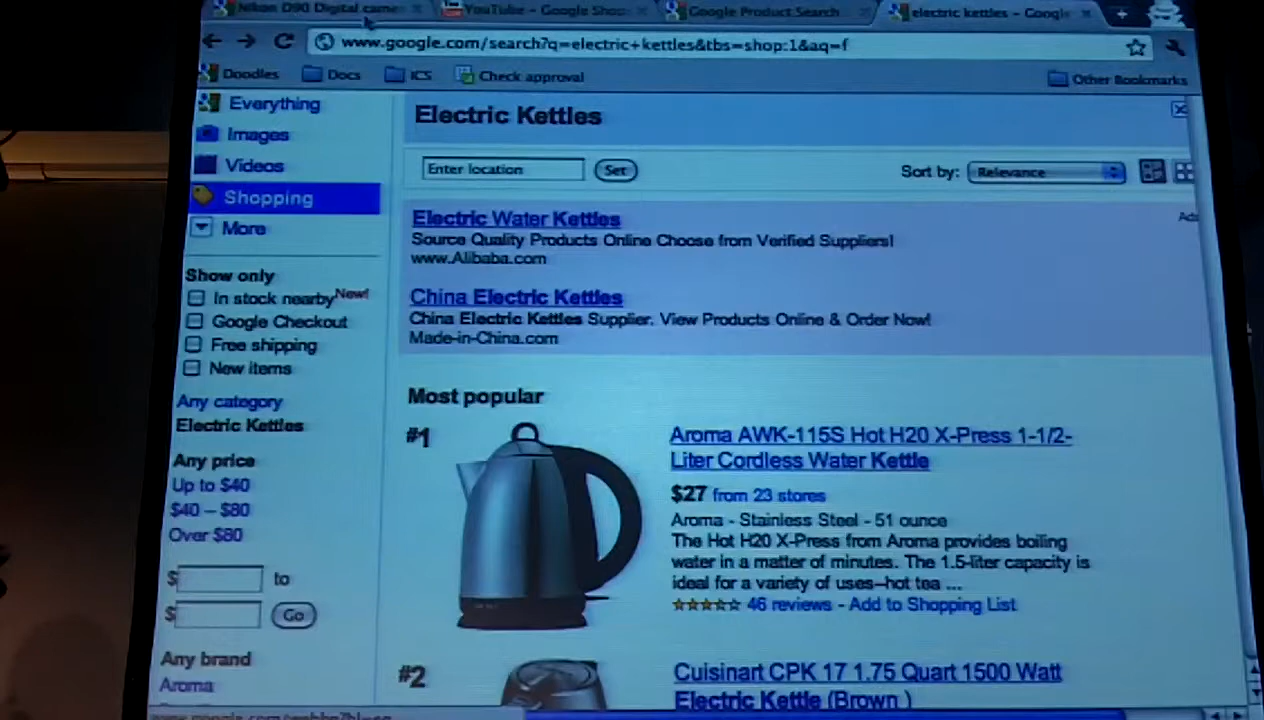 Nikon D90 Digital came
YouTube - Google Shop
Google Product Search
electric kettles - Googl
www.google.com/search?q=electric+kettles&tbs=shop:1&aq=f
Doodles
Docs
ICS
Check approval
Other Bookmarks
Everything
Images
Videos
Shopping
More
Show only
In stock nearby New!
Google Checkout
Free shipping
New items
Any category
Electric Kettles
Any price
Up to $40
$40 – $80
Over $80
$ to
$ Go
Any brand
Aroma
Electric Kettles
Enter location
Set
Sort by: Relevance
Electric Water Kettles
Source Quality Products Online Choose from Verified Suppliers!
www.Alibaba.com
China Electric Kettles
China Electric Kettles Supplier. View Products Online & Order Now!
Made-in-China.com
Most popular
#1
Aroma AWK-115S Hot H20 X-Press 1-1/2-
Liter Cordless Water Kettle
$27 from 23 stores
Aroma - Stainless Steel - 51 ounce
The Hot H20 X-Press from Aroma provides boiling
water in a matter of minutes. The 1.5-liter capacity is
ideal for a variety of uses--hot tea ...
46 reviews - Add to Shopping List
#2
Cuisinart CPK 17 1.75 Quart 1500 Watt
Electric Kettle (Brown )